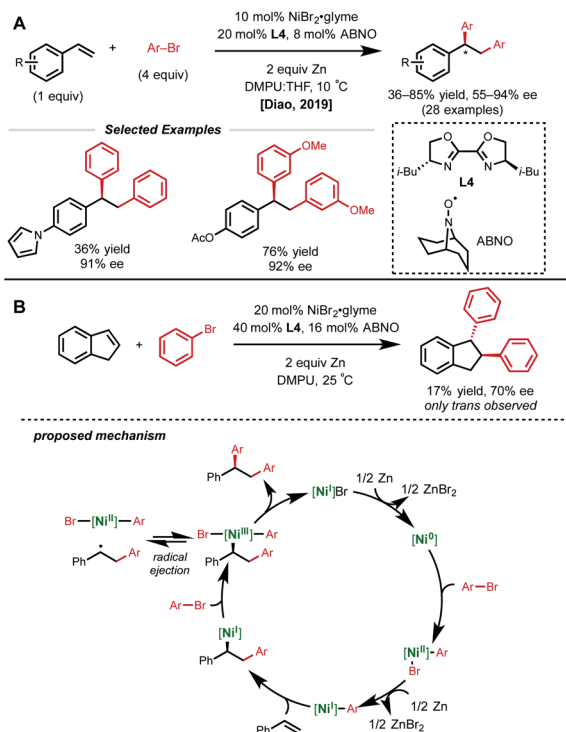 A
R
(1 equiv)
+
Ar–Br
(4 equiv)
10 mol% NiBr2•glyme
20 mol% L4, 8 mol% ABNO
2 equiv Zn
DMPU:THF, 10 ˚C
[Diao, 2019]
R
Ar
Ar
*
36–85% yield, 55–94% ee
(28 examples)
Selected Examples
N
36% yield
91% ee
OMe
AcO
OMe
76% yield
92% ee
O O
i-Bu N N i-Bu
L4
O•
N
ABNO
B
+
Br
20 mol% NiBr2•glyme
40 mol% L4, 16 mol% ABNO
2 equiv Zn
DMPU, 25 ˚C
17% yield, 70% ee
only trans observed
proposed mechanism
Ar
Ph Ar
[NiI]Br
1/2 Zn
1/2 ZnBr2
[Ni0]
Br [NiII] Ar
Ph Ar
radical
ejection
Br [NiIII] Ar
Ph Ar
Ar–Br
Ar–Br
[NiI]
Ph Ar
[NiII] Ar
Br
1/2 Zn
1/2 ZnBr2
[NiI] Ar
Ph